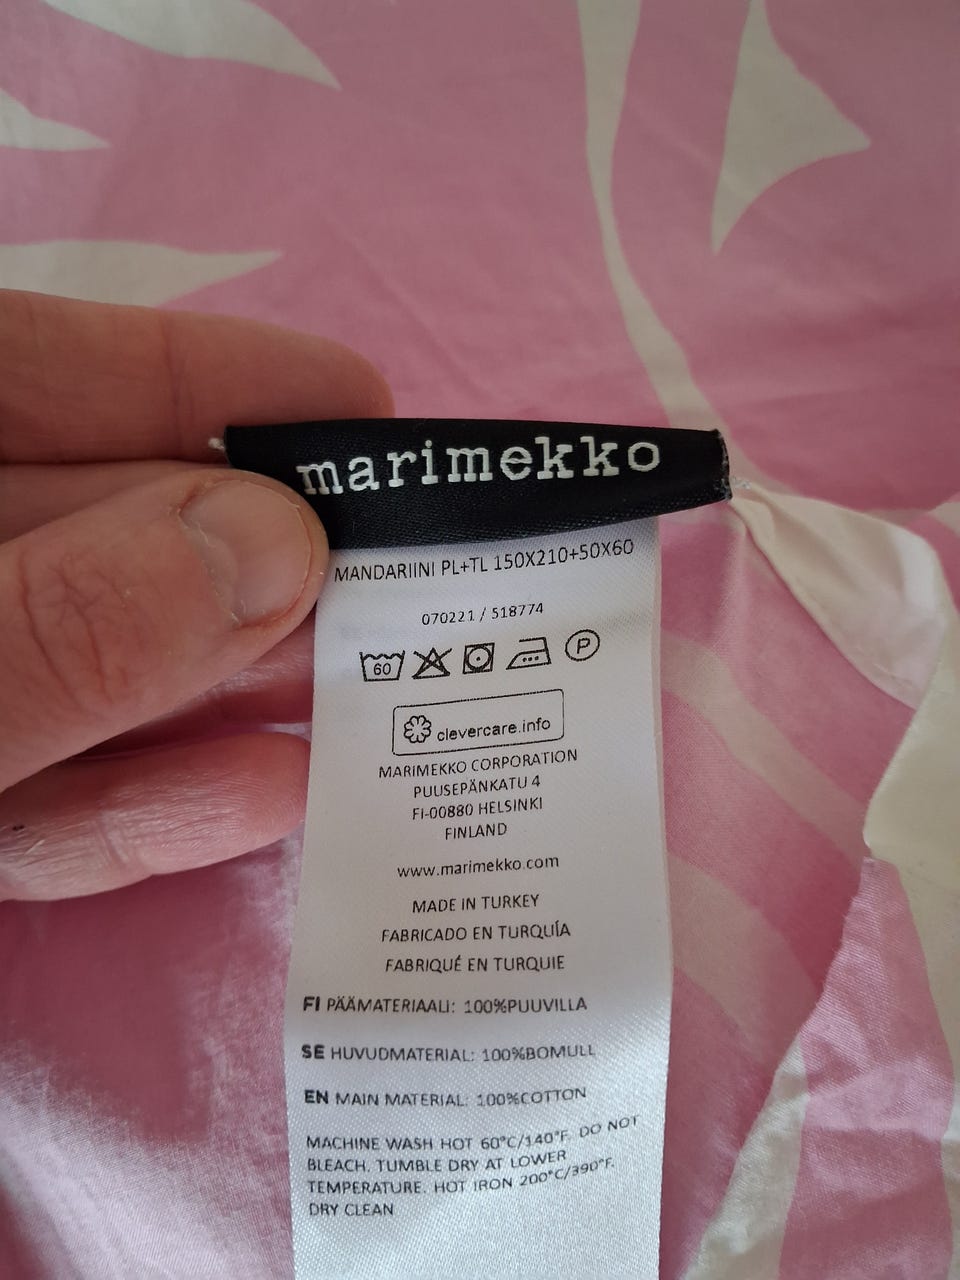 marimekko
MANDARIINI PL+TL 150X210+50X60
070221 / 518774
60 P
clevercare.info
MARIMEKKO CORPORATION
PUUSEPÄNKATU 4
FI-00880 HELSINKI
FINLAND
www.marimekko.com
MADE IN TURKEY
FABRICADO EN TURQUÍA
FABRIQUÉ EN TURQUIE
FI PÄÄMATERIAALI: 100%PUUVILLA
SE HUVUDMATERIAL: 100%BOMULL
EN MAIN MATERIAL: 100%COTTON
MACHINE WASH HOT 60°C/140°F. DO NOT
BLEACH. TUMBLE DRY AT LOWER
TEMPERATURE. HOT IRON 200°C/390°F.
DRY CLEAN